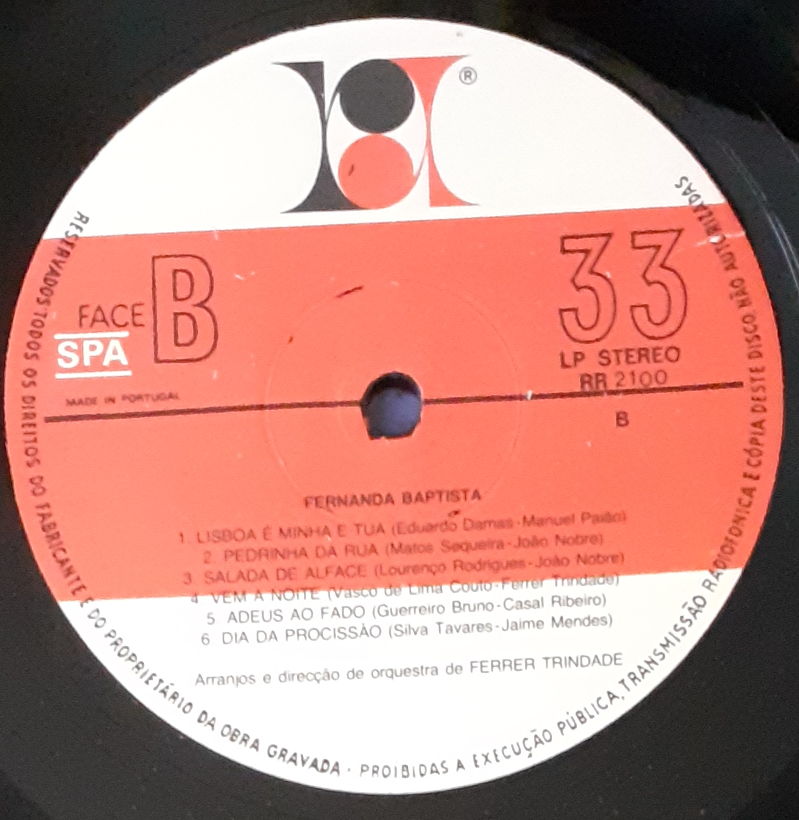 ®
FACE B
SPA
MADE IN PORTUGAL
33
LP STEREO
RR 2100
B
FERNANDA BAPTISTA
1. LISBOA É MINHA E TUA (Eduardo Damas - Manuel Paião)
2. PEDRINHA DA RUA (Matos Sequeira - João Nobre)
3. SALADA DE ALFACE (Lourenço Rodrigues - João Nobre)
4 VEM À NOITE (Vasco de Lima Couto - Ferrer Trindade)
5 ADEUS AO FADO (Guerreiro Bruno - Casal Ribeiro)
6 DIA DA PROCISSÃO (Silva Tavares - Jaime Mendes)
Arranjos e direcção de orquestra de FERRER TRINDADE
RESERVADOS TODOS OS DIREITOS DO FABRICANTE E DO PROPRIETÁRIO DA OBRA GRAVADA · PROIBIDAS A EXECUÇÃO PÚBLICA, TRANSMISSÃO RADIOFONICA E CÓPIA DESTE DISCO, NÃO AUTORIZADAS